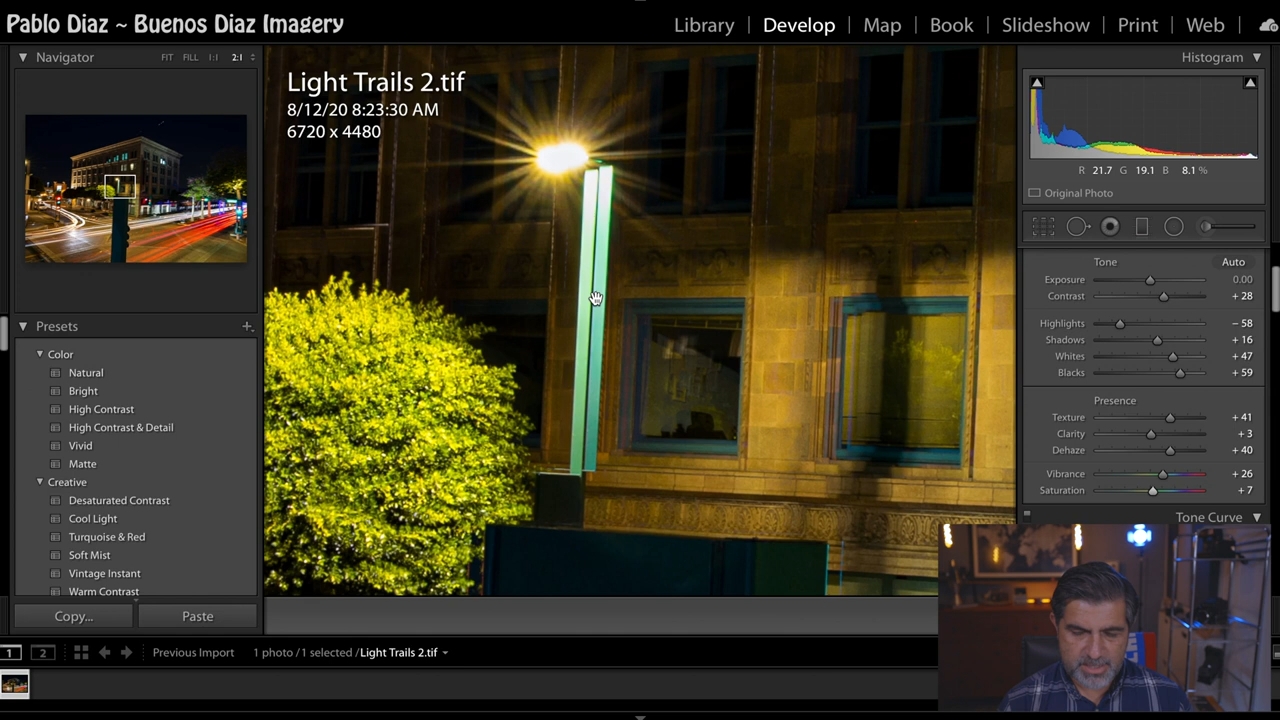 Pablo Diaz ~ Buenos Diaz Imagery
Library | Develop | Map | Book | Slideshow | Print | Web |
Navigator FIT FILL 1:1 2:1
Light Trails 2.tif
8/12/20 8:23:30 AM
6720 x 4480
Histogram
R 21.7 G 19.1 B 8.1 %
Original Photo
Tone Auto
Exposure 0.00
Contrast + 28
Highlights − 58
Shadows + 16
Whites + 47
Blacks + 59
Presence
Texture + 41
Clarity + 3
Dehaze + 40
Vibrance + 26
Saturation + 7
Tone Curve
Presets +
Color
Natural
Bright
High Contrast
High Contrast & Detail
Vivid
Matte
Creative
Desaturated Contrast
Cool Light
Turquoise & Red
Soft Mist
Vintage Instant
Warm Contrast
Copy... Paste
1 2 Previous Import 1 photo / 1 selected / Light Trails 2.tif